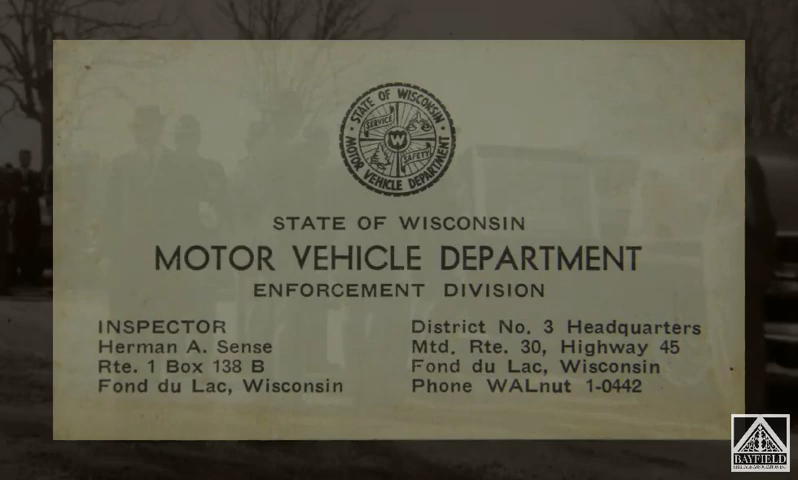 STATE OF WISCONSIN
SERVICE
W
SAFETY
MOTOR VEHICLE DEPARTMENT
STATE OF WISCONSIN
MOTOR VEHICLE DEPARTMENT
ENFORCEMENT DIVISION
INSPECTOR
Herman A. Sense
Rte. 1 Box 138 B
Fond du Lac, Wisconsin
District No. 3 Headquarters
Mtd. Rte. 30, Highway 45
Fond du Lac, Wisconsin
Phone WALnut 1-0442
BAYFIELD